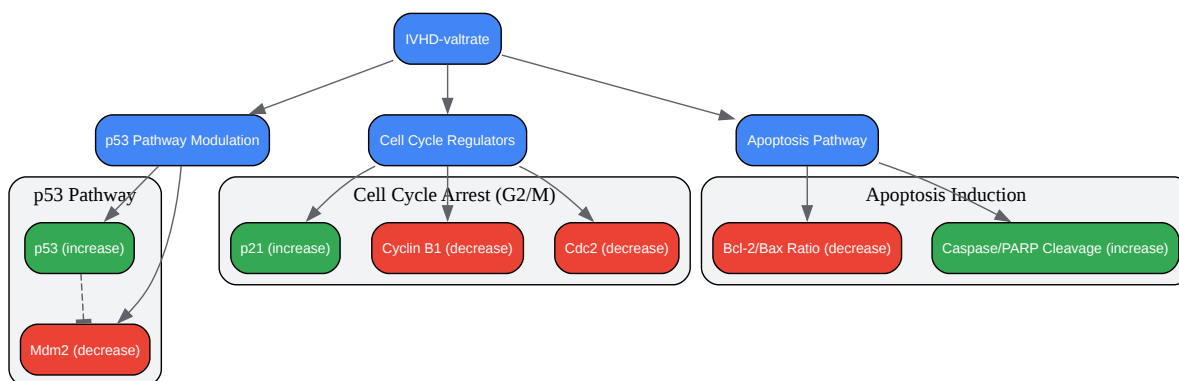 IVHD-valtrate
p53 Pathway Modulation
Cell Cycle Regulators
Apoptosis Pathway
p53 Pathway
Cell Cycle Arrest (G2/M)
Apoptosis Induction
p53 (increase)
p21 (increase)
Cyclin B1 (decrease)
Cdc2 (decrease)
Bcl-2/Bax Ratio (decrease)
Caspase/PARP Cleavage (increase)
Mdm2 (decrease)